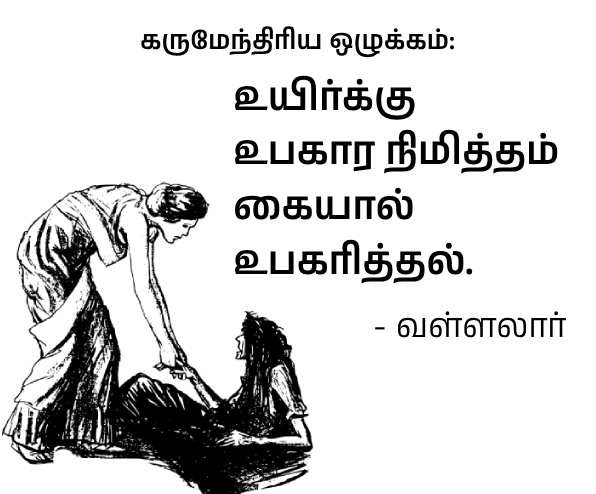 கருமேந்திரிய ஒழுக்கம்:
உயிர்க்கு
உபகார நிமித்தம்
கையால்
உபகரித்தல்.
- வள்ளலார்